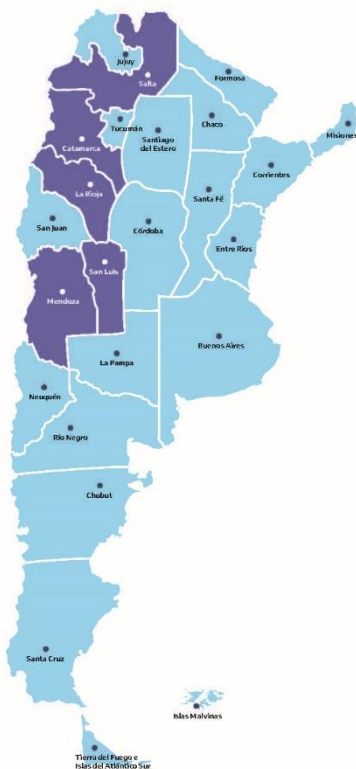 Jujuy
Salta
Formosa
Tucumán
Chaco
Misiones
Catamarca
Santiago
del Estero
Corrientes
La Rioja
Santa Fé
San Juan
Córdoba
Entre Rios
San Luis
Mendoza
Buenos Aires
La Pampa
Neuquén
Río Negro
Chubut
Santa Cruz
Islas Malvinas
Tierra del Fuego e
Islas del Atlántico Sur